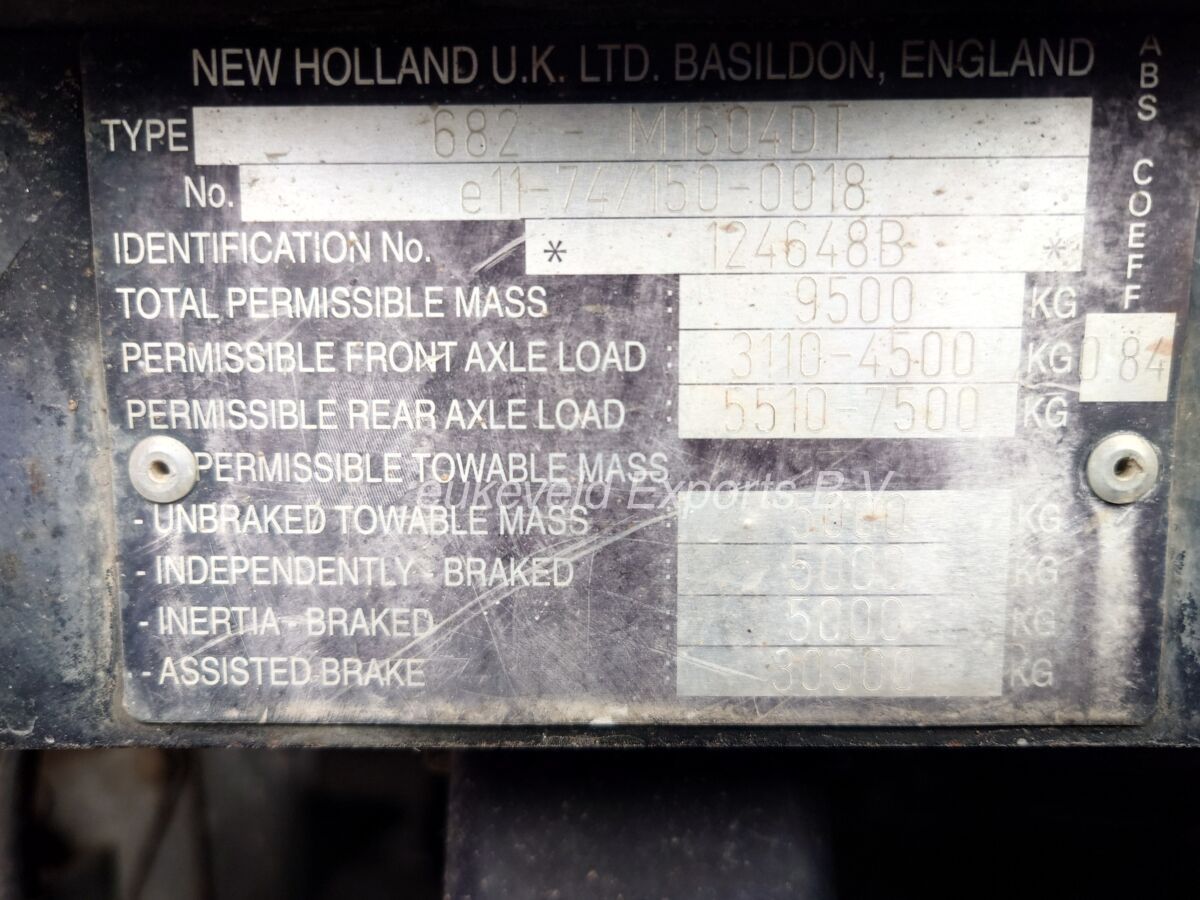 NEW HOLLAND U.K. LTD. BASILDON, ENGLAND
TYPE 682 - M1604DT
No. e11-74/150-0018
IDENTIFICATION No. * 124648B *
TOTAL PERMISSIBLE MASS : 9500 KG
PERMISSIBLE FRONT AXLE LOAD : 3110-4500 KG
PERMISSIBLE REAR AXLE LOAD : 5510-7500 KG
PERMISSIBLE TOWABLE MASS
- UNBRAKED TOWABLE MASS KG
- INDEPENDENTLY - BRAKED 5000 KG
- INERTIA - BRAKED 5000 KG
- ASSISTED BRAKE 30500 KG
ABS COEFF
0 84
eukeveld Exports B.V.